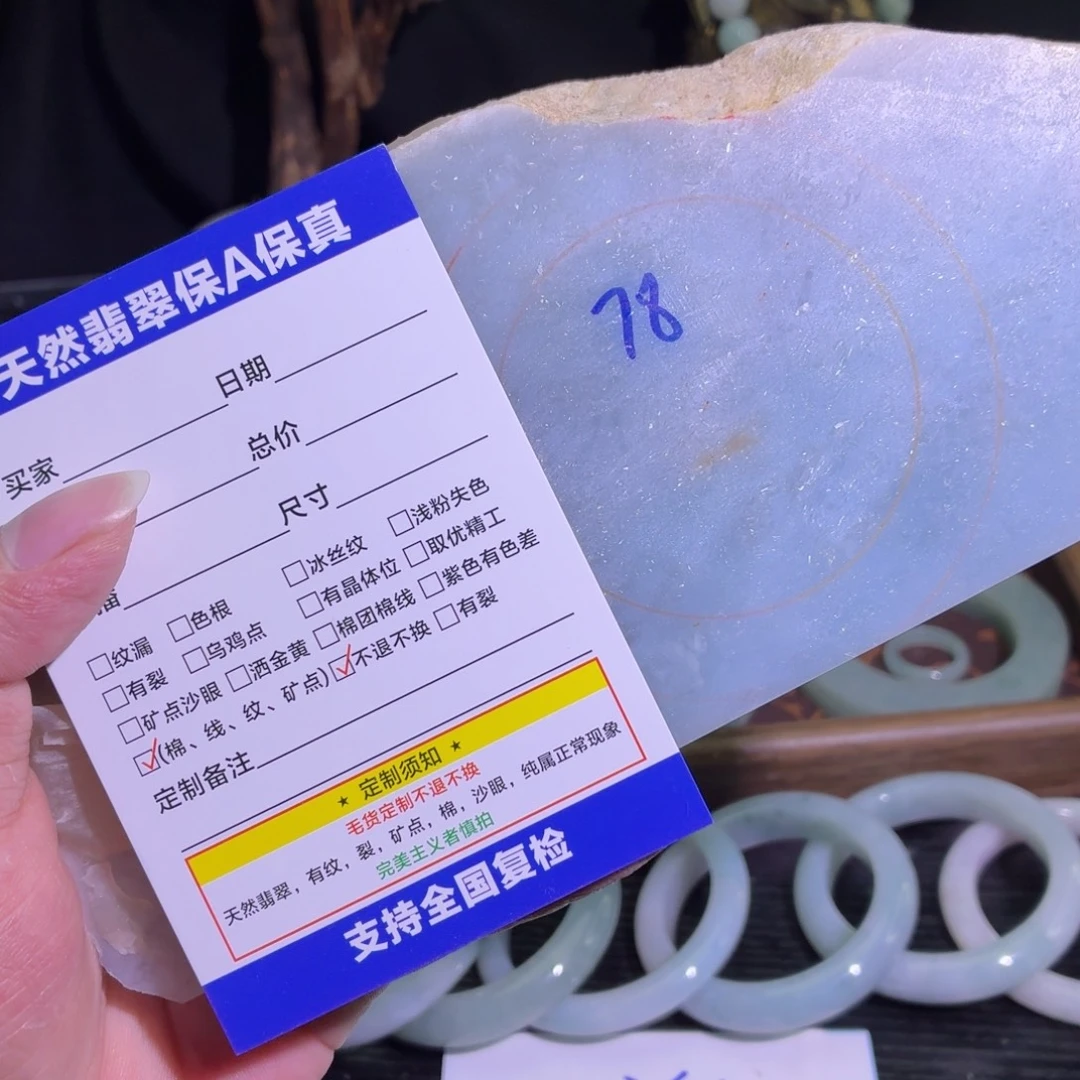 天然翡翠保A保真
日期
买家
总价
尺寸
□纹漏 □色根 □冰丝纹 □浅粉失色
□有裂 □乌鸡点 □有晶体位 □取优精工
□矿点沙眼 □洒金黄 □棉团棉线 □紫色有色差
☑(棉、线、纹、矿点) ☑不退不换 □有裂
定制备注
★ 定制须知 ★
毛货定制不退不换
天然翡翠，有纹，裂，矿点，棉，沙眼，纯属正常现象
完美主义者慎拍
支持全国复检
78